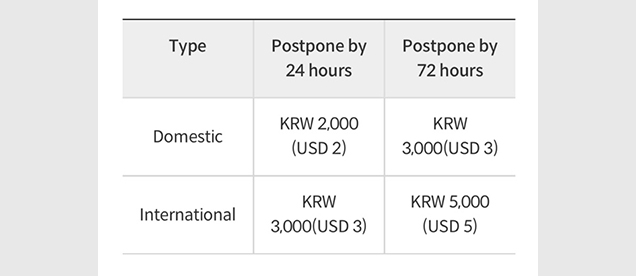 Type
Postpone by
24 hours
Postpone by
72 hours
Domestic
KRW 2,000
(USD 2)
KRW
3,000(USD 3)
International
KRW
3,000(USD 3)
KRW 5,000
(USD 5)